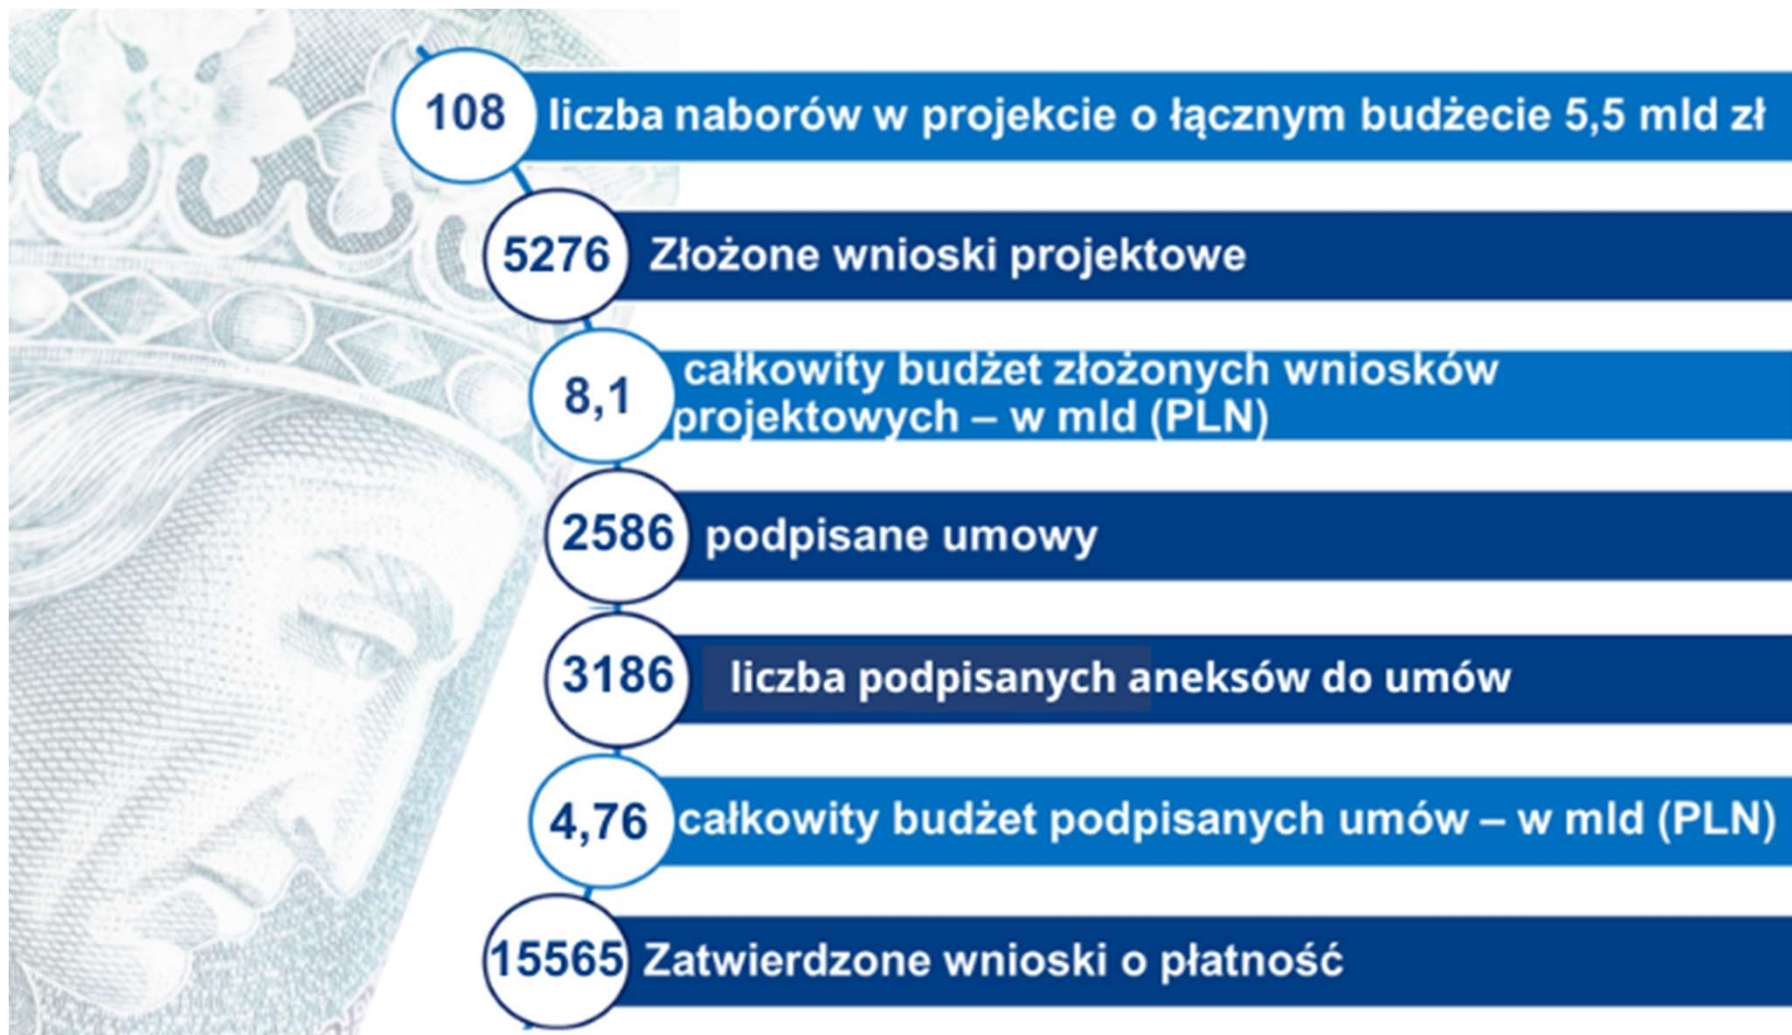 108 liczba naborów w projekcie o łącznym budżecie 5,5 mld zł
5276 Złożone wnioski projektowe
8,1 całkowity budżet złożonych wniosków
projektowych – w mld (PLN)
2586 podpisane umowy
3186 liczba podpisanych aneksów do umów
4,76 całkowity budżet podpisanych umów – w mld (PLN)
15565 Zatwierdzone wnioski o płatność